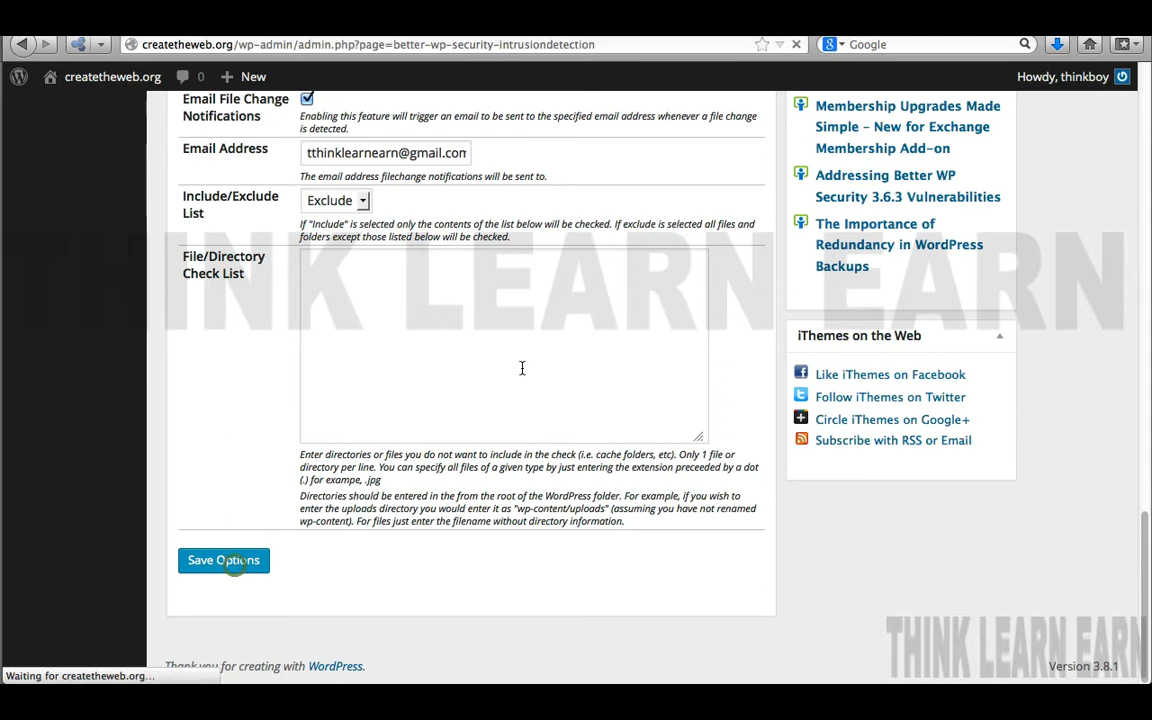 createtheweb.org/wp-admin/admin.php?page=better-wp-security-intrusiondetection
Google
createtheweb.org
0
New
Howdy, thinkboy
Email File Change
Notifications
Enabling this feature will trigger an email to be sent to the specified email address whenever a file change
is detected.
Email Address
tthinklearnearn@gmail.com
The email address filechange notifications will be sent to.
Include/Exclude
List
Exclude
If "Include" is selected only the contents of the list below will be checked. If exclude is selected all files and
folders except those listed below will be checked.
File/Directory
Check List
THINK LEARN EARN
Enter directories or files you do not want to include in the check (i.e. cache folders, etc). Only 1 file or
directory per line. You can specify all files of a given type by just entering the extension preceeded by a dot
(.) for exampe, .jpg
Directories should be entered in the from the root of the WordPress folder. For example, if you wish to
enter the uploads directory you would enter it as "wp-content/uploads" (assuming you have not renamed
wp-content). For files just enter the filename without directory information.
Save Options
Membership Upgrades Made
Simple – New for Exchange
Membership Add-on
Addressing Better WP
Security 3.6.3 Vulnerabilities
The Importance of
Redundancy in WordPress
Backups
iThemes on the Web
Like iThemes on Facebook
Follow iThemes on Twitter
Circle iThemes on Google+
Subscribe with RSS or Email
THINK LEARN EARN
Thank you for creating with WordPress.
Version 3.8.1
Waiting for createtheweb.org...